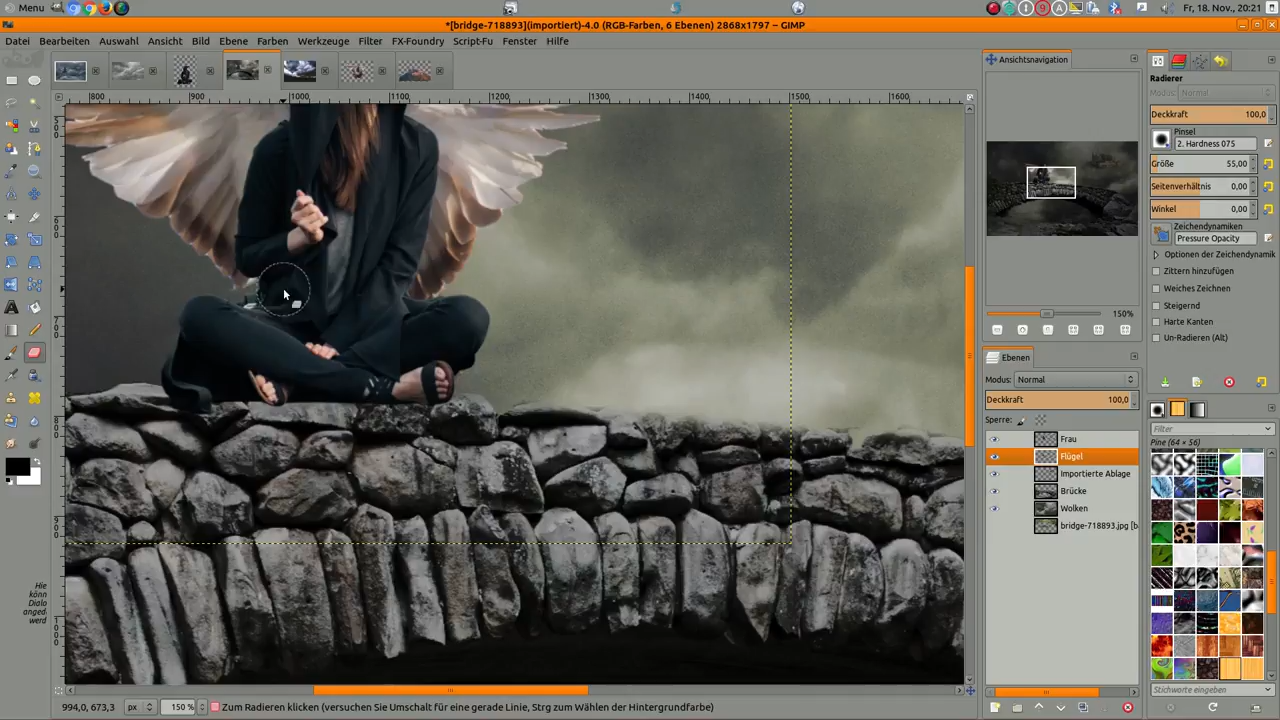 Menu
Fr, 18. Nov., 20:21
*[bridge-718893](importiert)-4.0 (RGB-Farben, 6 Ebenen) 2868x1797 – GIMP
Datei Bearbeiten Auswahl Ansicht Bild Ebene Farben Werkzeuge Filter FX-Foundry Script-Fu Fenster Hilfe
Ansichtsnavigation
Radierer
Modus: Normal
800 900 1000 1100 1200 1300 1400 1500 1600
Deckkraft 100,0
Pinsel
2. Hardness 075
Größe 55,00
Seitenverhältnis 0,00
Winkel 0,00
Zeichendynamiken
Pressure Opacity
Optionen der Zeichendynamik
Zittern hinzufügen
Weiches Zeichnen
Steigernd
150%
Harte Kanten
Un-Radieren (Alt)
Ebenen
Modus: Normal
Deckkraft 100,0
Sperre:
Filter
Frau
Pine (64 × 56)
Flügel
Importierte Ablage
Brücke
Wolken
bridge-718893.jpg [b
Hie
könn
Dialo
anged
werd
Stichworte eingeben
994,0, 673,3 px 150 % Zum Radieren klicken (versuchen Sie Umschalt für eine gerade Linie, Strg zum Wählen der Hintergrundfarbe)